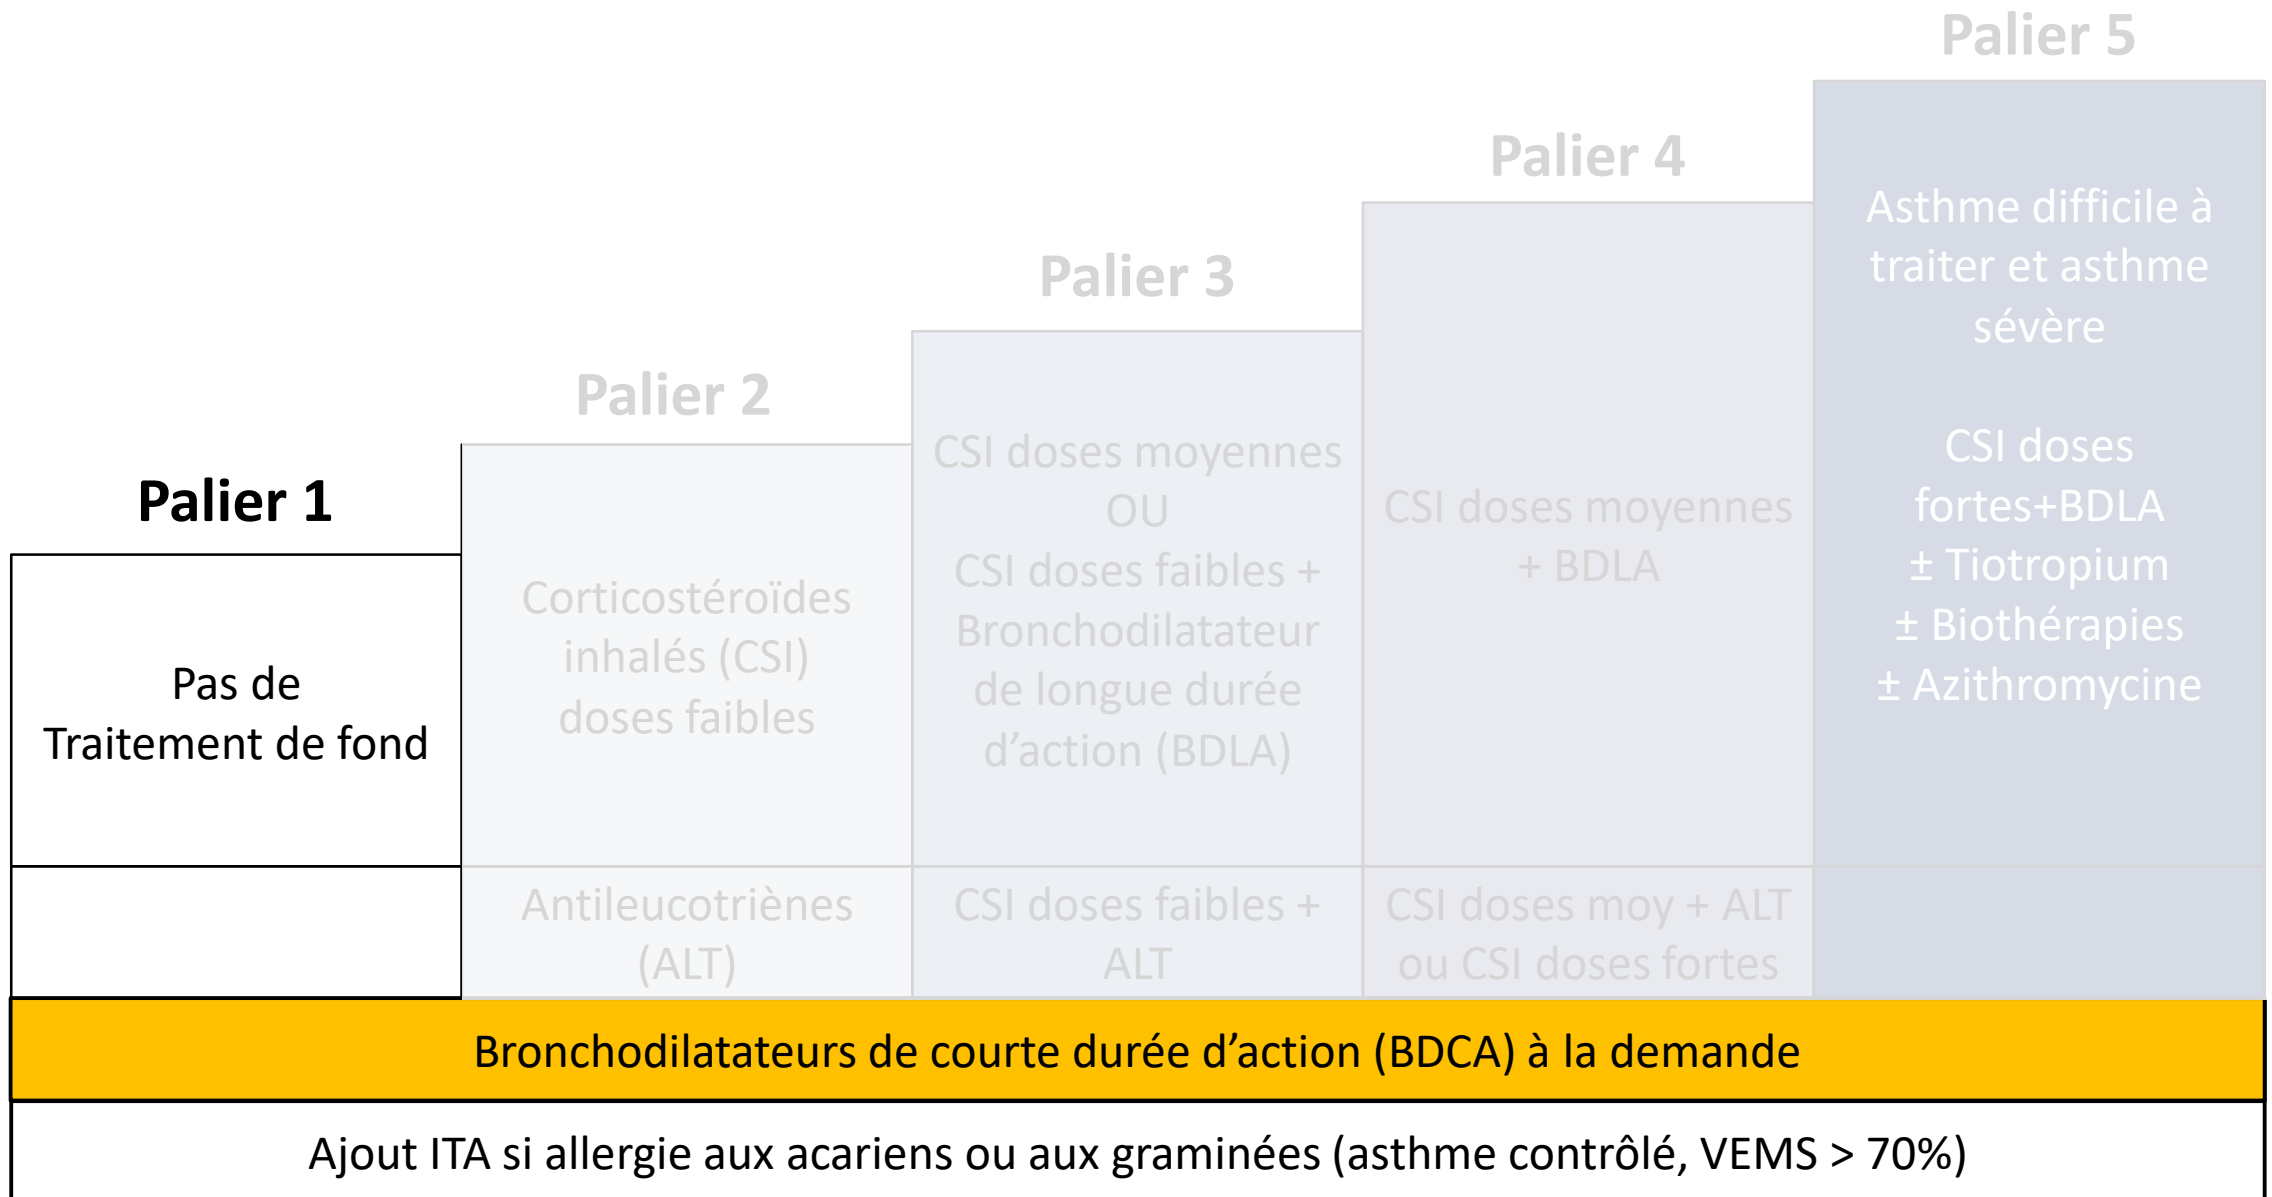 Palier 1
Pas de
Traitement de fond
Palier 2
Corticostéroïdes
inhalés (CSI)
doses faibles
Antileucotriènes
(ALT)
Palier 3
CSI doses moyennes
OU
CSI doses faibles +
Bronchodilatateur
de longue durée
d’action (BDLA)
CSI doses faibles +
ALT
Palier 4
CSI doses moyennes
+ BDLA
CSI doses moy + ALT
ou CSI doses fortes
Palier 5
Asthme difficile à
traiter et asthme
sévère
CSI doses
fortes+BDLA
± Tiotropium
± Biothérapies
± Azithromycine
Bronchodilatateurs de courte durée d’action (BDCA) à la demande
Ajout ITA si allergie aux acariens ou aux graminées (asthme contrôlé, VEMS > 70%)